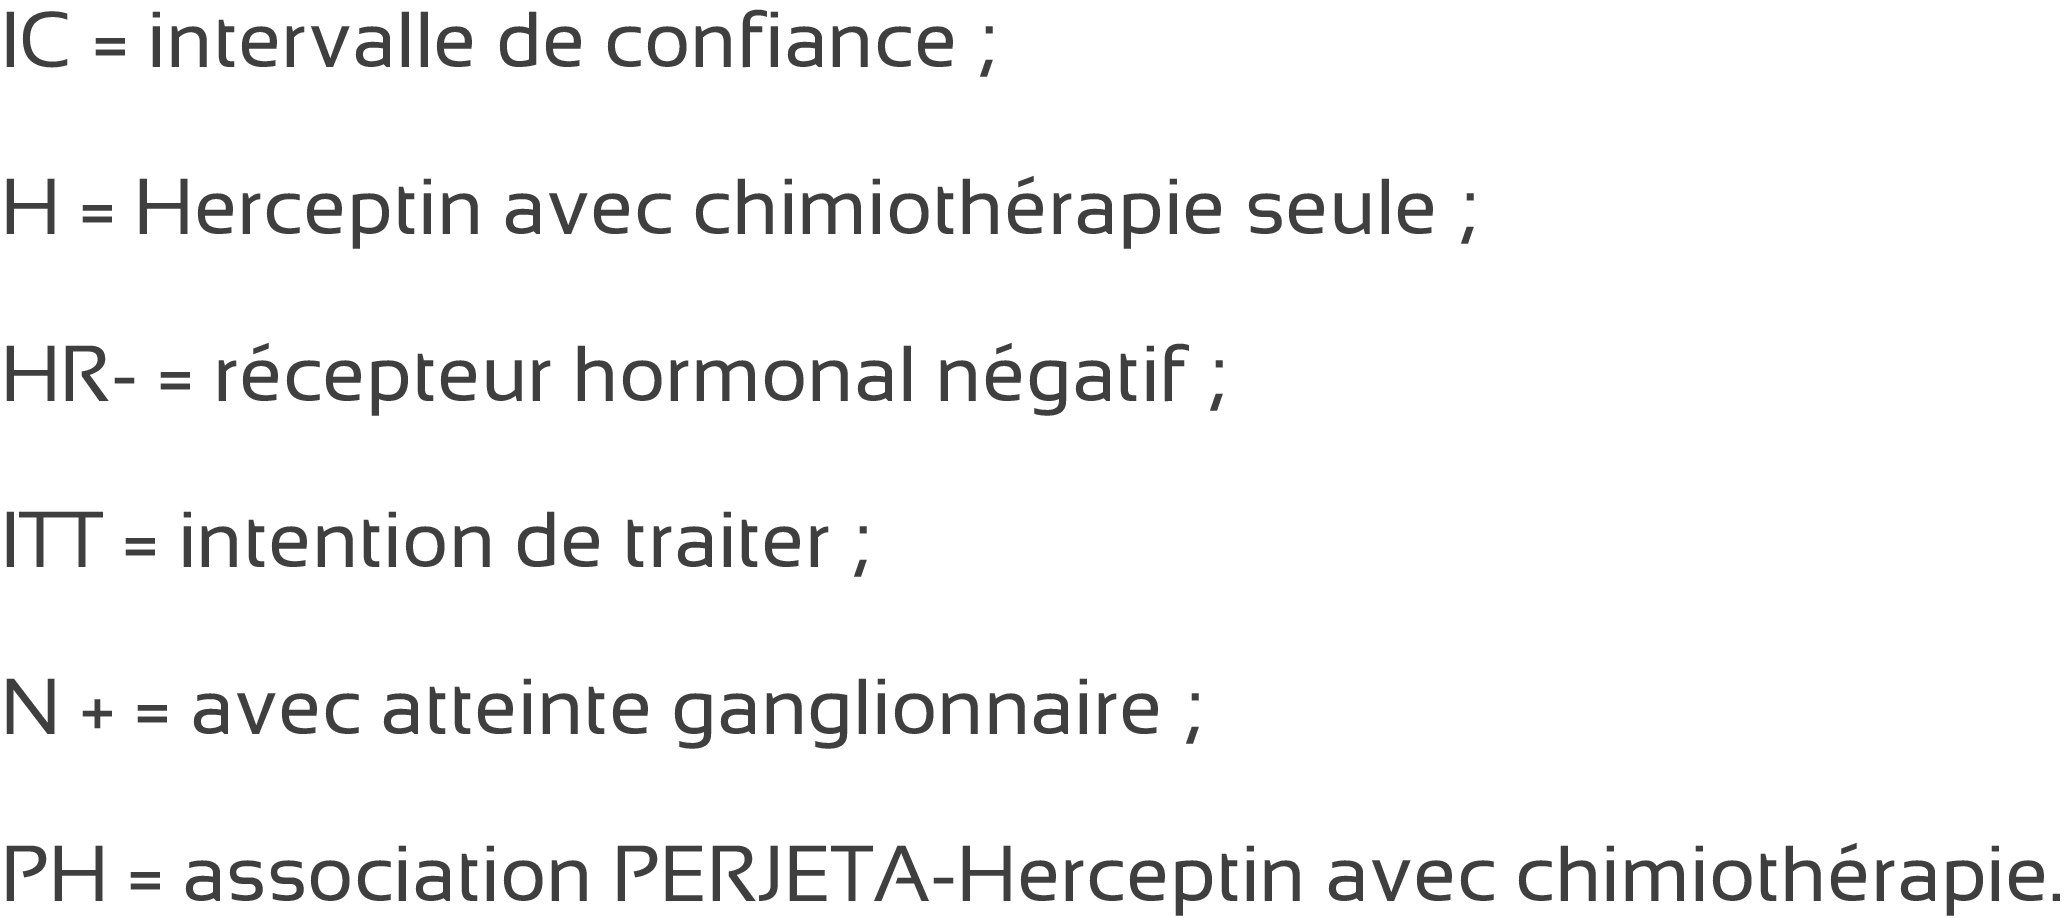 IC = intervalle de confiance ;
H = Herceptin avec chimiothérapie seule ;
HR- = récepteur hormonal négatif ;
ITT = intention de traiter ;
N + = avec atteinte ganglionnaire ;
PH = association PERJETA-Herceptin avec chimiothérapie.